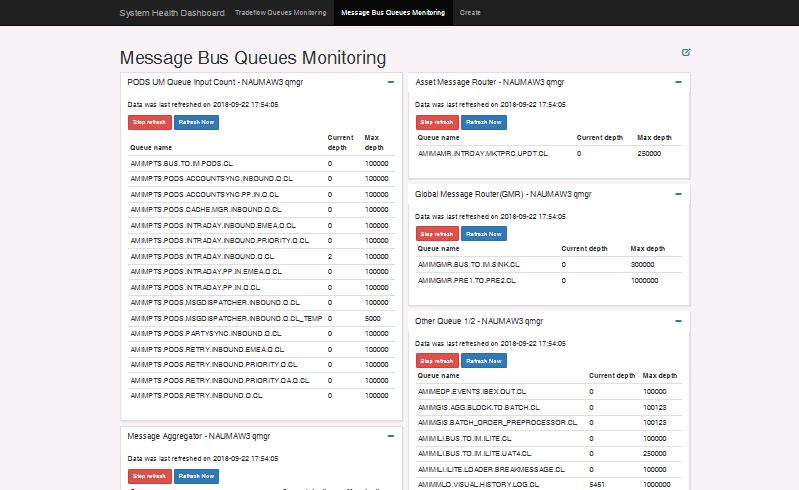 System Health Dashboard Tradeflow Queues Monitoring Message Bus Queues Monitoring Create
Message Bus Queues Monitoring
PODS UM Queue Input Count - NAUMAW3 qmgr
Data was last refreshed on 2018-09-22 17:54:05
Stop refresh Refresh Now
Queue name Current depth Max depth
AMIMPTS.BUS.TO.IM.PODS.CL 0 100000
AMIMPTS.PODS.ACCOUNTSYNC.INBOUND.Q.CL 0 100000
AMIMPTS.PODS.ACCOUNTSYNC.PP.IN.Q.CL 0 100000
AMIMPTS.PODS.CACHE.MGR.INBOUND.Q.CL 0 100000
AMIMPTS.PODS.INTRADAY.INBOUND.EMEA.Q.CL 0 100000
AMIMPTS.PODS.INTRADAY.INBOUND.PRIORITY.Q.CL 0 100000
AMIMPTS.PODS.INTRADAY.INBOUND.Q.CL 2 100000
AMIMPTS.PODS.INTRADAY.PP.IN.EMEA.Q.CL 0 100000
AMIMPTS.PODS.INTRADAY.PP.IN.Q.CL 0 100000
AMIMPTS.PODS.MSGDISPATCHER.INBOUND.Q.CL 0 100000
AMIMPTS.PODS.MSGDISPATCHER.INBOUND.Q.CL_TEMP 0 5000
AMIMPTS.PODS.PARTYSYNC.INBOUND.Q.CL 0 100000
AMIMPTS.PODS.RETRY.INBOUND.EMEA.Q.CL 0 100000
AMIMPTS.PODS.RETRY.INBOUND.PRIORITY.Q.CL 0 100000
AMIMPTS.PODS.RETRY.INBOUND.PRIORITY.QA.Q.CL 0 100000
AMIMPTS.PODS.RETRY.INBOUND.Q.CL 0 100000
Message Aggregator - NAUMAW3 qmgr
Data was last refreshed on 2018-09-22 17:54:05
Stop refresh Refresh Now
Asset Message Router - NAUMAW3 qmgr
Data was last refreshed on 2018-09-22 17:54:05
Stop refresh Refresh Now
Queue name Current depth Max depth
AMIMAMR.INTRDAY.MKTPRC.UPDT.CL 0 250000
Global Message Router(GMR) - NAUMAW3 qmgr
Data was last refreshed on 2018-09-22 17:54:05
Stop refresh Refresh Now
Queue name Current depth Max depth
AMIMGMR.BUS.TO.IM.SINK.CL 0 300000
AMIMGMR.PRE1.TO.PRE2.CL 0 1000000
Other Queue 1/2 - NAUMAW3 qmgr
Data was last refreshed on 2018-09-22 17:54:05
Stop refresh Refresh Now
Queue name Current depth Max depth
AMIMEDP.EVENTS.IBEX.OUT.CL 0 100000
AMIMGIS.AGG.BLOCK.TO.BATCH.CL 0 100123
AMIMGIS.BATCH_ORDER_PREPROCESSOR.CL 0 100123
AMIMILI.BUS.TO.IM.ILITE.CL 0 100000
AMIMILI.BUS.TO.IM.ILITE.UAT4.CL 0 250000
AMIMILI.ILITE.LOADER.BREAKMESSAGE.CL 0 100000
AMIMMLO.VISUAL.HISTORY.LOG.CL 5461 1000000